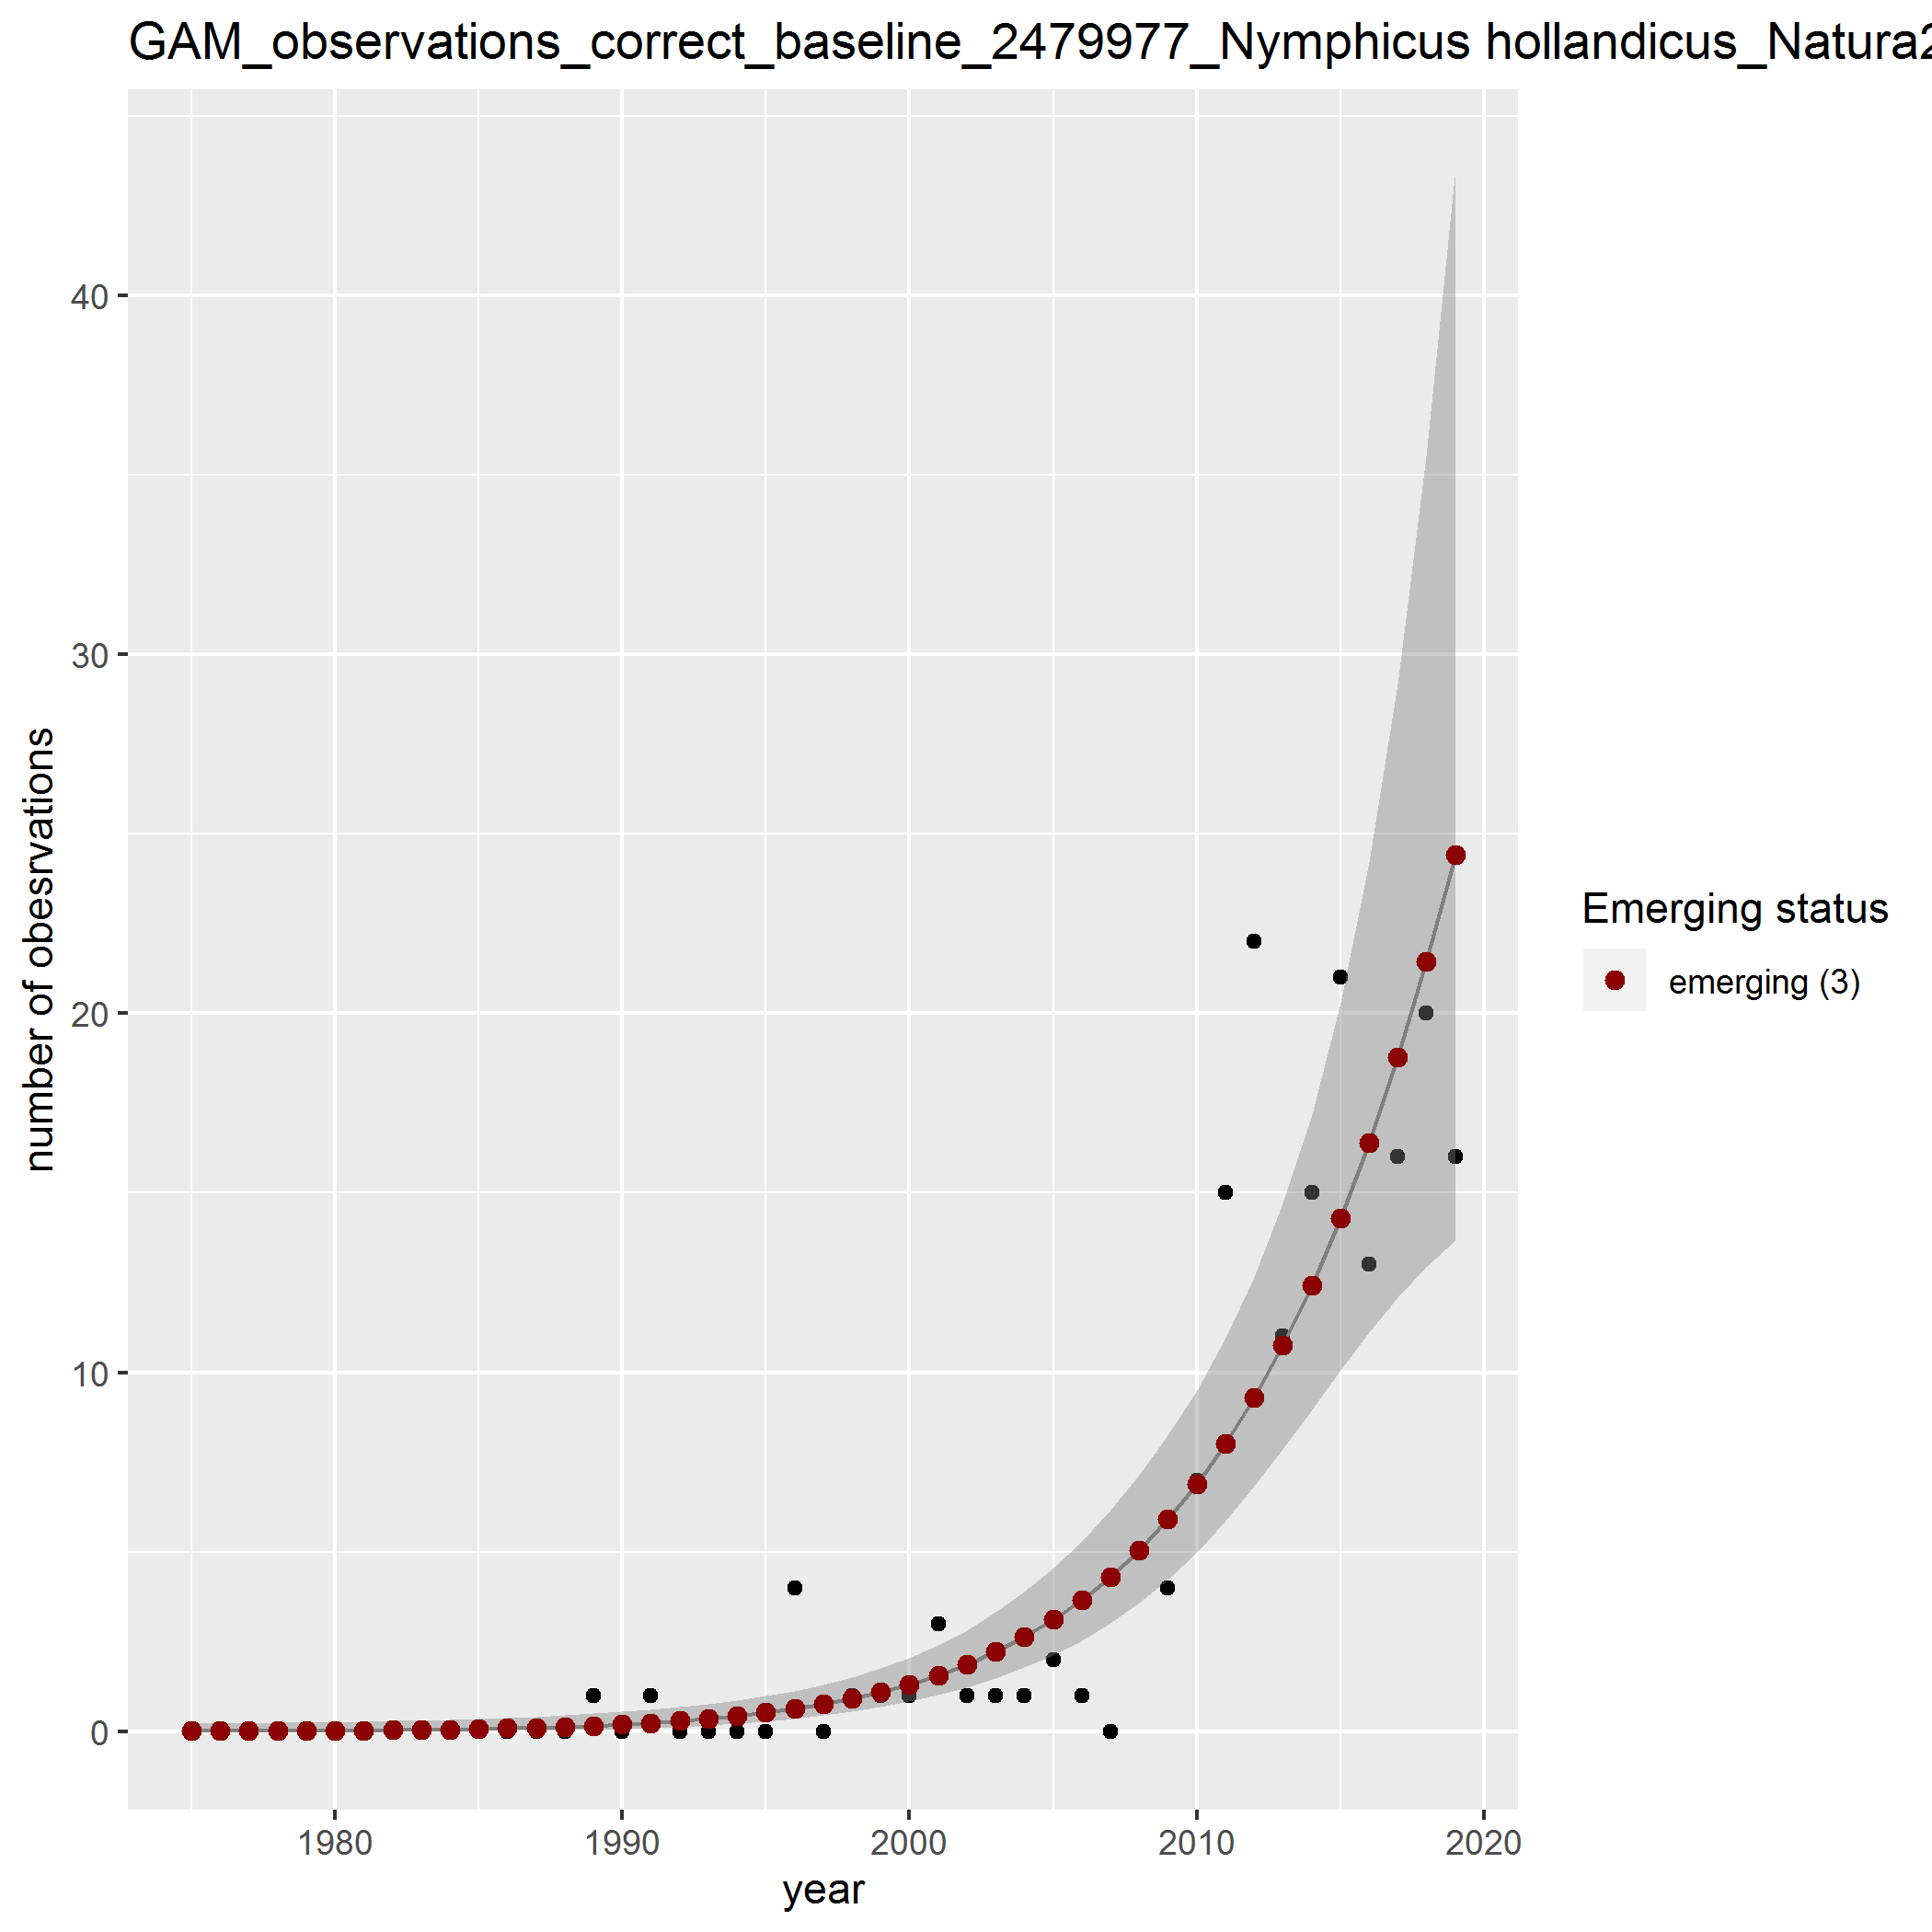 GAM_observations_correct_baseline_2479977_Nymphicus hollandicus_Natura2
number of obesrvations
40
30
20
10
0
1980
1990
2000
2010
2020
year
Emerging status
emerging (3)